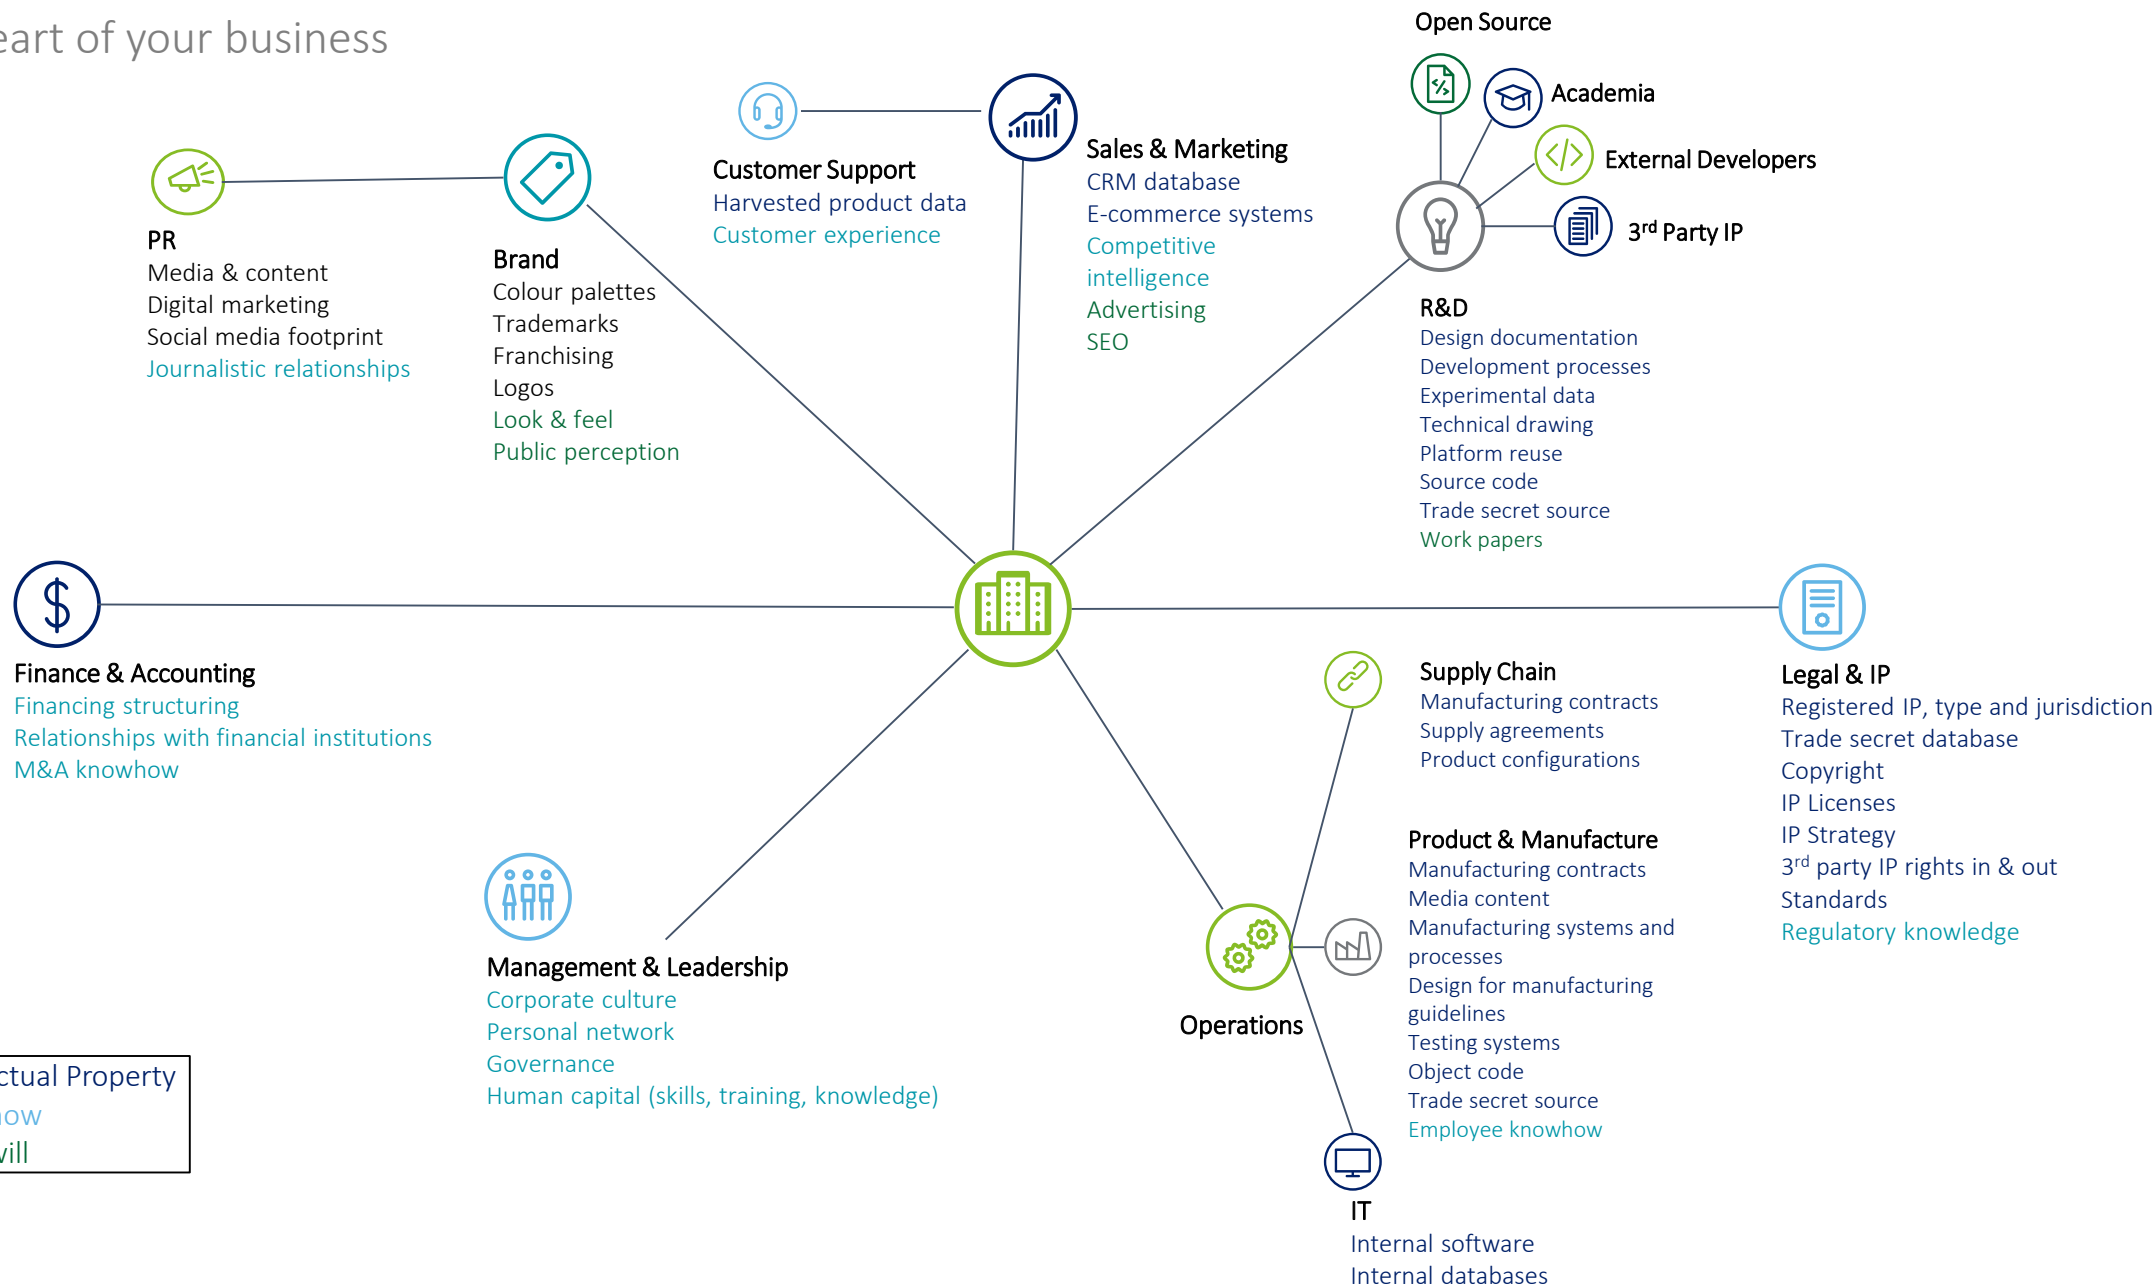 eart of your business
Open Source
Academia
External Developers
3rd Party IP
PR
Media & content
Digital marketing
Social media footprint
Journalistic relationships
Brand
Colour palettes
Trademarks
Franchising
Logos
Look & feel
Public perception
Customer Support
Harvested product data
Customer experience
Sales & Marketing
CRM database
E-commerce systems
Competitive
intelligence
Advertising
SEO
R&D
Design documentation
Development processes
Experimental data
Technical drawing
Platform reuse
Source code
Trade secret source
Work papers
Finance & Accounting
Financing structuring
Relationships with financial institutions
M&A knowhow
Management & Leadership
Corporate culture
Personal network
Governance
Human capital (skills, training, knowledge)
Operations
Supply Chain
Manufacturing contracts
Supply agreements
Product configurations
Product & Manufacture
Manufacturing contracts
Media content
Manufacturing systems and
processes
Design for manufacturing
guidelines
Testing systems
Object code
Trade secret source
Employee knowhow
IT
Internal software
Internal databases
Legal & IP
Registered IP, type and jurisdiction
Trade secret database
Copyright
IP Licenses
IP Strategy
3rd party IP rights in & out
Standards
Regulatory knowledge
ctual Property
ow
will